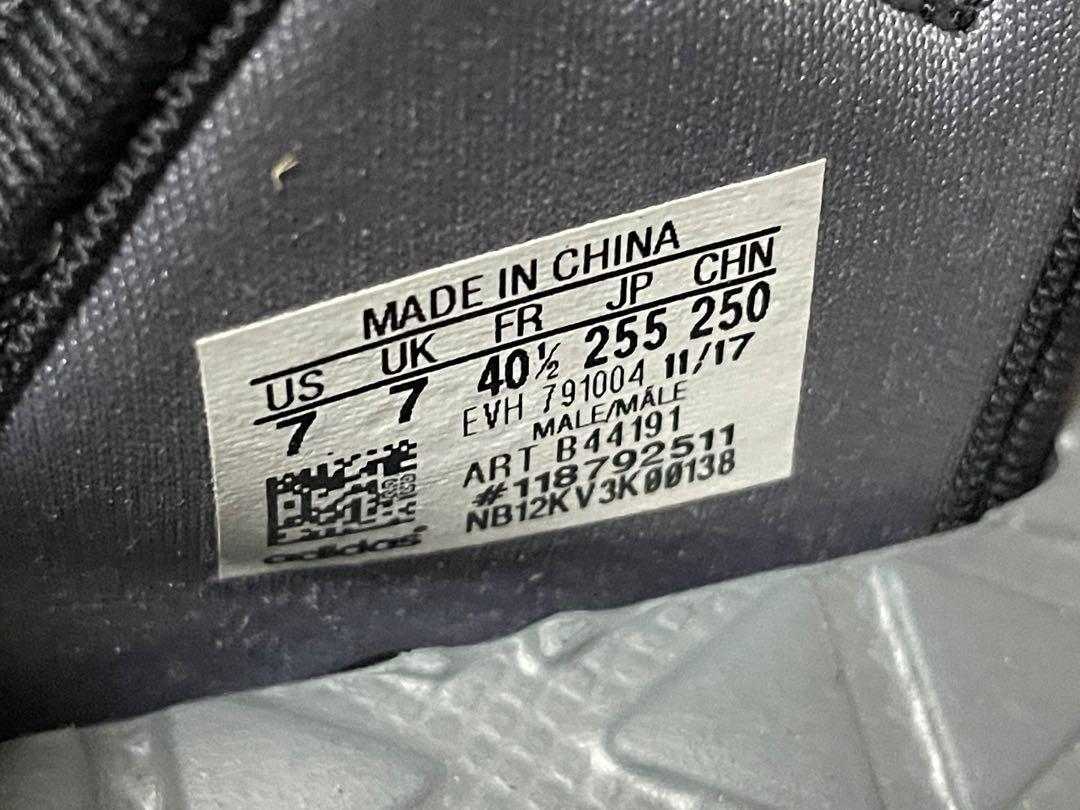 MADE IN CHINA
US UK FR JP CHN
7 7 40½ 255 250
EVH 791004 11/17
MALE/MÂLE
ART B44191
#118792511
NB12KV3K00138
adidas